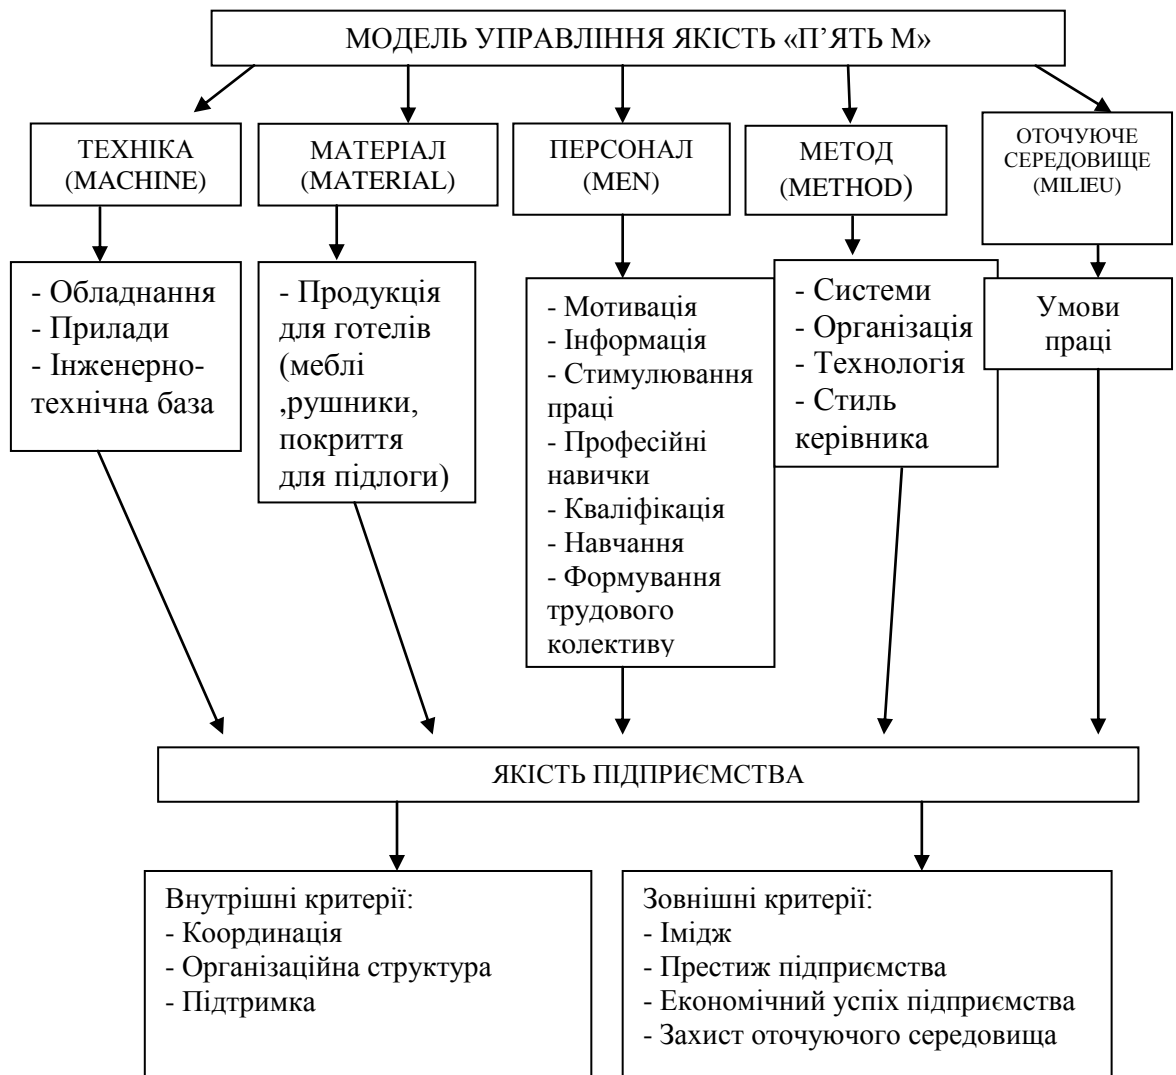 МОДЕЛЬ УПРАВЛІННЯ ЯКІСТЬ «П’ЯТЬ М»
ТЕХНІКА
(MACHINE)
МАТЕРІАЛ
(MATERIAL)
ПЕРСОНАЛ
(MEN)
МЕТОД
(METHOD)
ОТОЧУЮЧЕ
СЕРЕДОВИЩЕ
(MILIEU)
- Обладнання
- Прилади
- Інженерно-
технічна база
- Продукція
для готелів
(меблі
,рушники,
покриття
для підлоги)
- Мотивація
- Інформація
- Стимулювання
праці
- Професійні
навички
- Кваліфікація
- Навчання
- Формування
трудового
колективу
- Системи
- Організація
- Технологія
- Стиль
керівника
Умови
праці
ЯКІСТЬ ПІДПРИЄМСТВА
Внутрішні критерії:
- Координація
- Організаційна структура
- Підтримка
Зовнішні критерії:
- Імідж
- Престиж підприємства
- Економічний успіх підприємства
- Захист оточуючого середовища